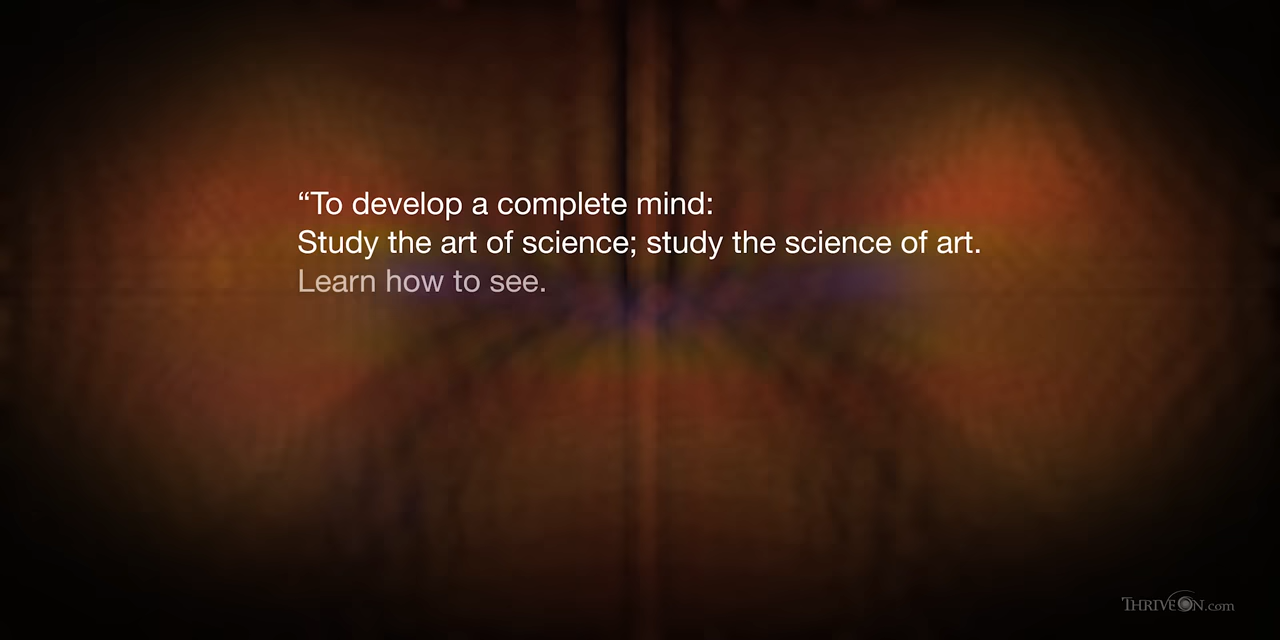 “To develop a complete mind:
Study the art of science; study the science of art.
Learn how to see.
THRIVEON.com